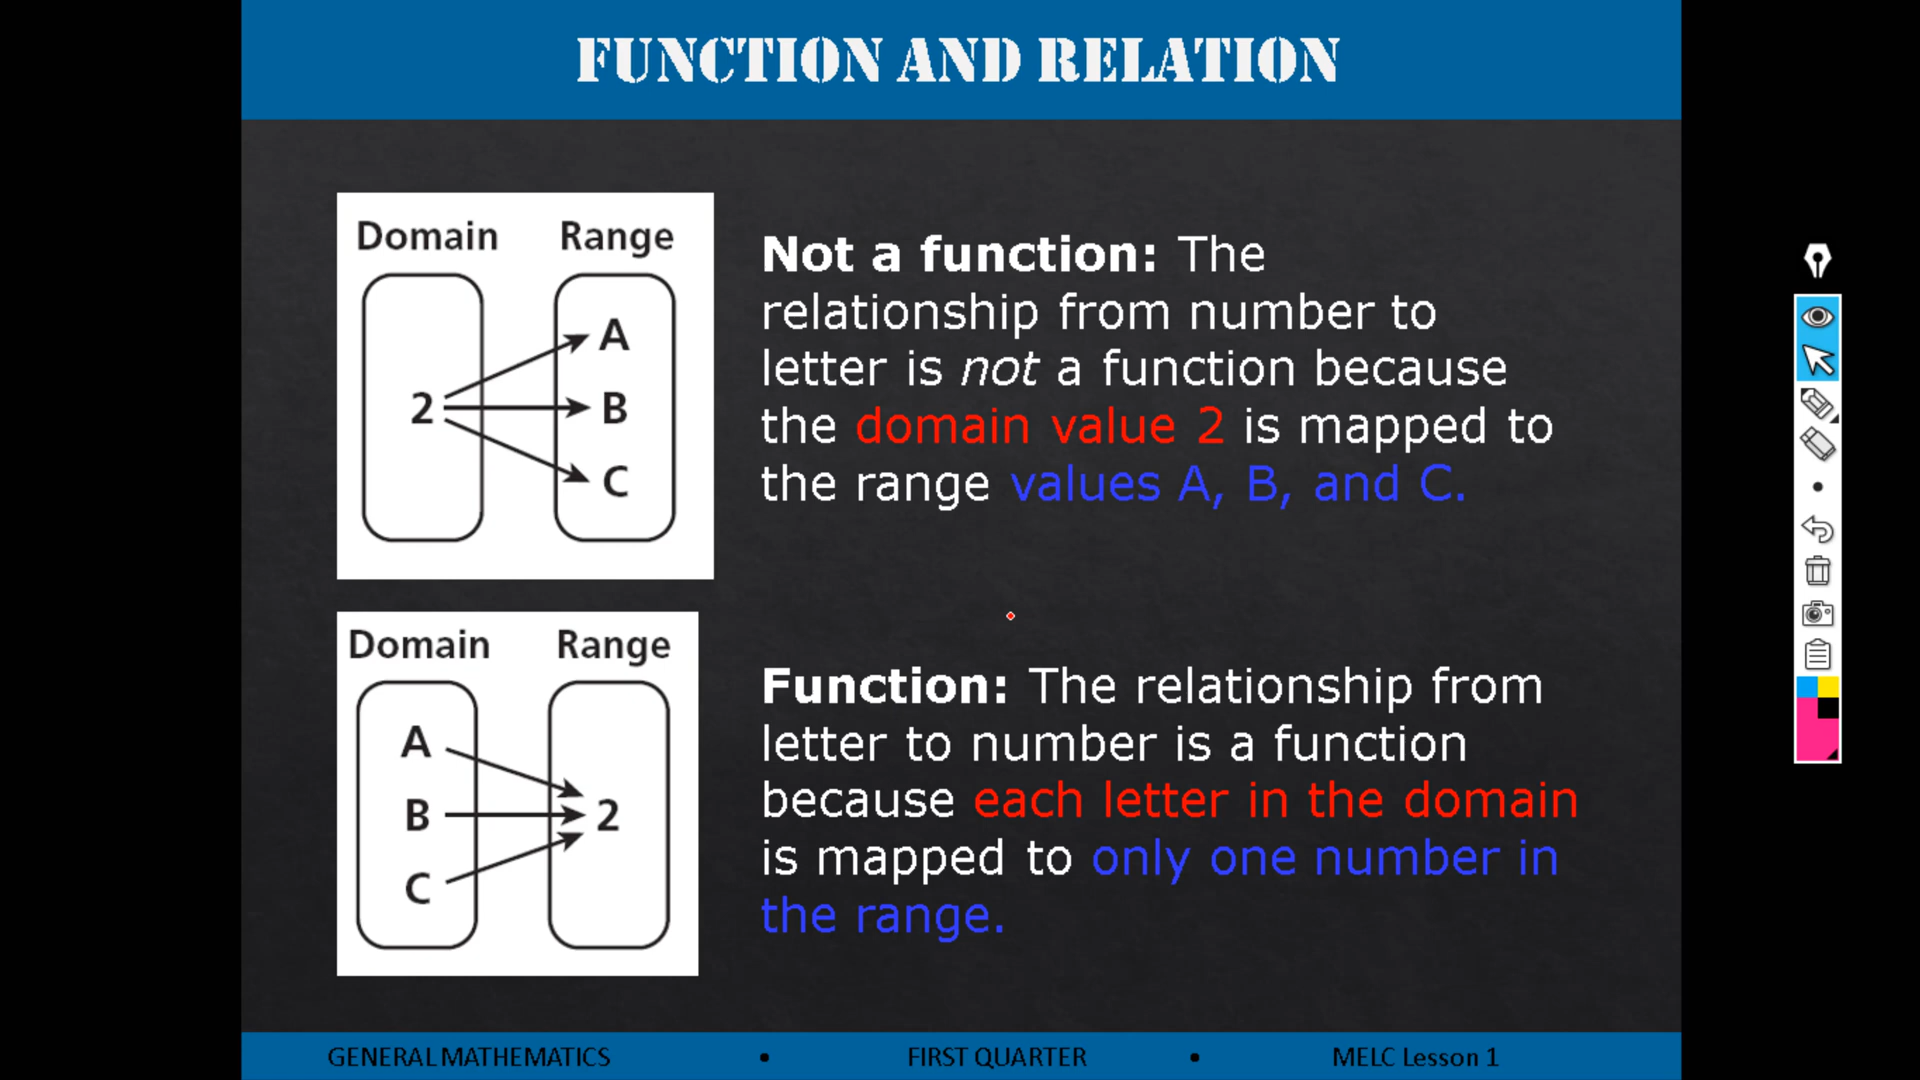 FUNCTION AND RELATION
Domain Range
A
2 B
C
Not a function: The
relationship from number to
letter is not a function because
the domain value 2 is mapped to
the range values A, B, and C.
Domain Range
A
B 2
C
Function: The relationship from
letter to number is a function
because each letter in the domain
is mapped to only one number in
the range.
GENERAL MATHEMATICS • FIRST QUARTER • MELC Lesson 1